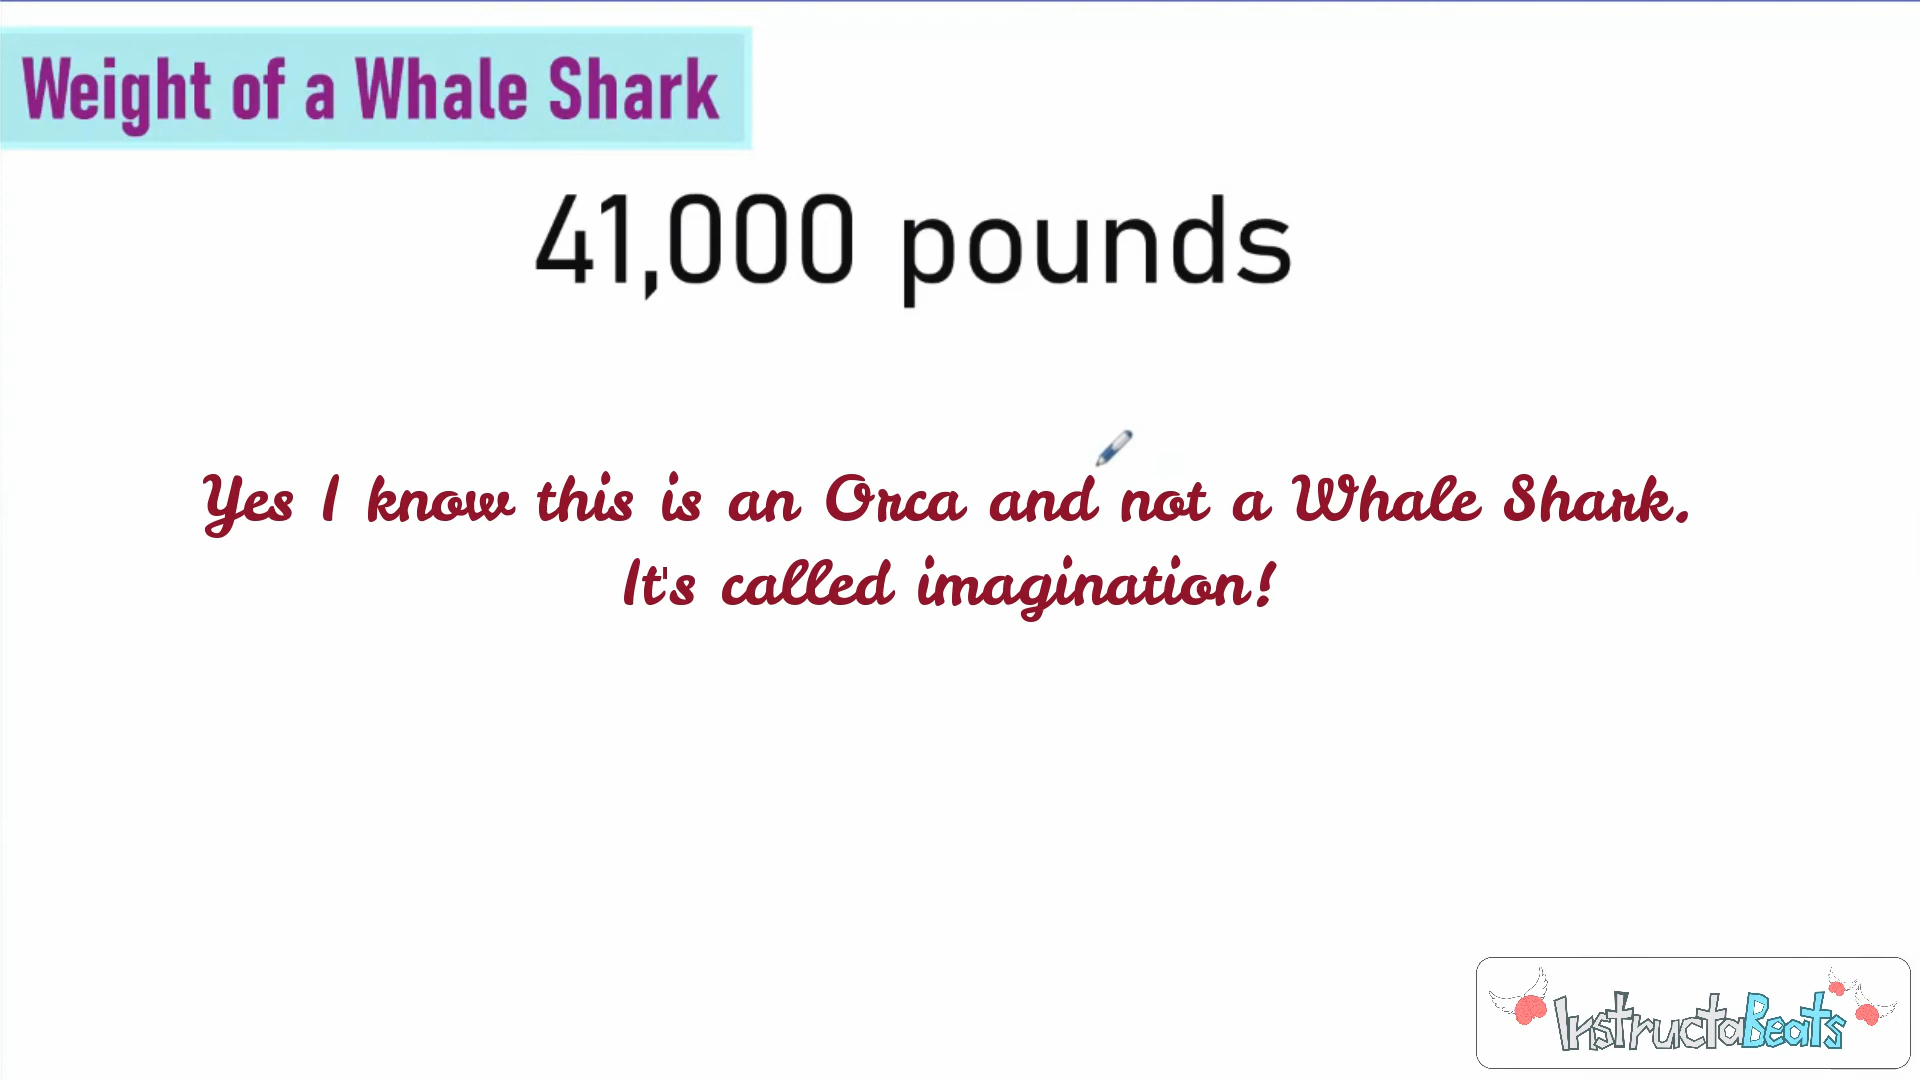 Weight of a Whale Shark
41,000 pounds
Yes I know this is an Orca and not a Whale Shark.
It's called imagination!
InstructaBeats